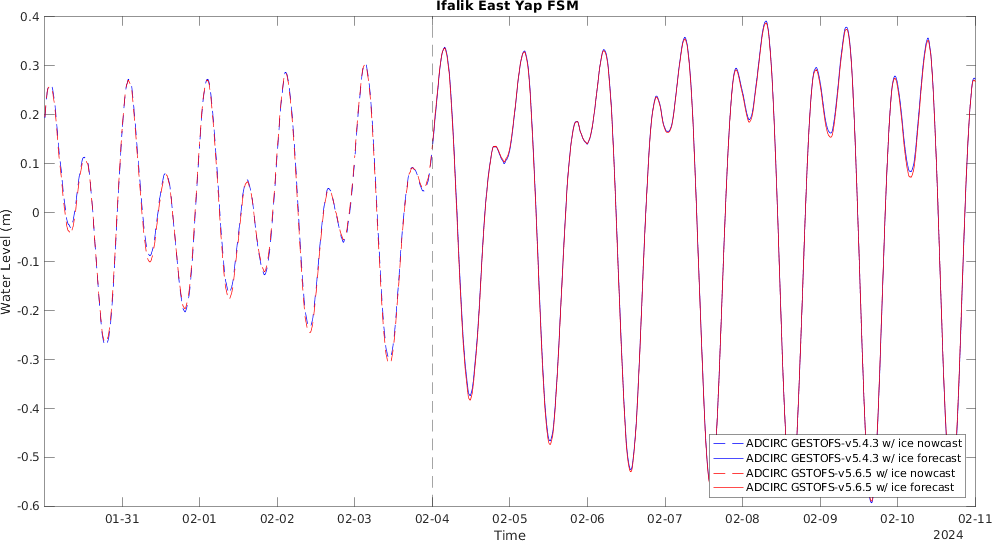 Ifalik East Yap FSM
0.4
0.3
0.2
0.1
0
-0.1
-0.2
-0.3
-0.4
-0.5
-0.6
Water Level (m)
ADCIRC GESTOFS-v5.4.3 w/ ice nowcast
ADCIRC GESTOFS-v5.4.3 w/ ice forecast
ADCIRC GSTOFS-v5.6.5 w/ ice nowcast
ADCIRC GSTOFS-v5.6.5 w/ ice forecast
01-31 02-01 02-02 02-03 02-04 02-05 02-06 02-07 02-08 02-09 02-10 02-11
Time
2024